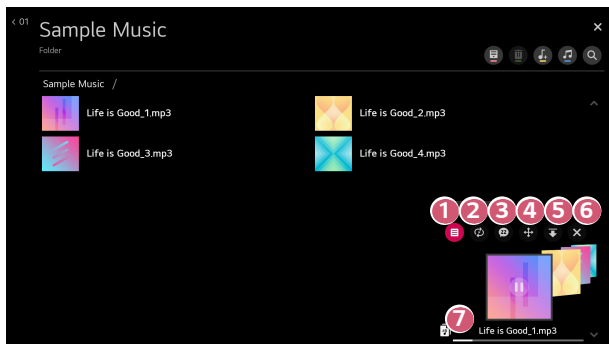 < 01
Sample Music
Folder
Sample Music /
Life is Good_1.mp3
Life is Good_2.mp3
Life is Good_3.mp3
Life is Good_4.mp3
1 2 3 4 5 6
7
Life is Good_1.mp3